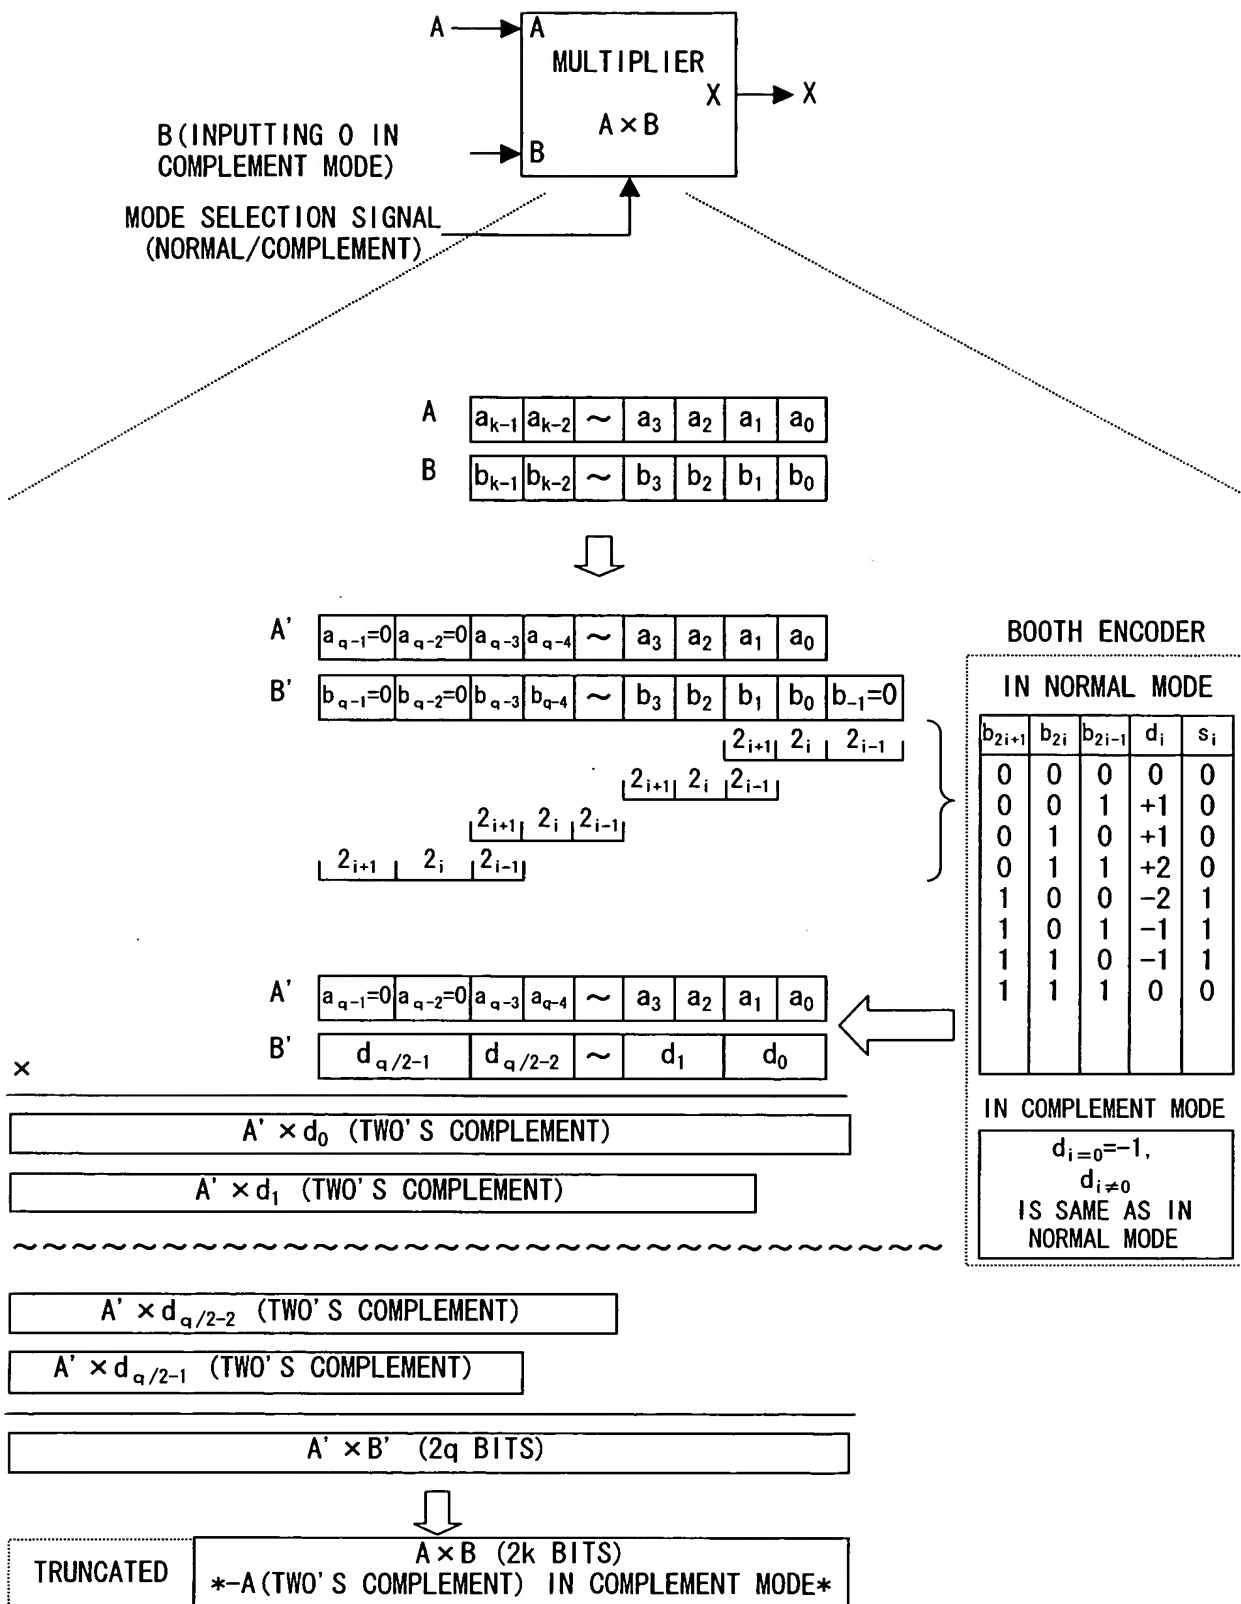 A A
MULTIPLIER
X X
A×B
B(INPUTTING 0 IN
COMPLEMENT MODE)
B
MODE SELECTION SIGNAL
(NORMAL/COMPLEMENT)
A a_{k-1} a_{k-2} ~ a_3 a_2 a_1 a_0
B b_{k-1} b_{k-2} ~ b_3 b_2 b_1 b_0
A' a_{q-1}=0 a_{q-2}=0 a_{q-3} a_{q-4} ~ a_3 a_2 a_1 a_0
B' b_{q-1}=0 b_{q-2}=0 b_{q-3} b_{q-4} ~ b_3 b_2 b_1 b_0 b_{-1}=0
2_{i+1} 2_i 2_{i-1}
2_{i+1} 2_i 2_{i-1}
2_{i+1} 2_i 2_{i-1}
2_{i+1} 2_i 2_{i-1}
BOOTH ENCODER
IN NORMAL MODE
b_{2i+1} b_{2i} b_{2i-1} d_i s_i
0 0 0 0 0
0 0 1 +1 0
0 1 0 +1 0
0 1 1 +2 0
1 0 0 -2 1
1 0 1 -1 1
1 1 0 -1 1
1 1 1 0 0
IN COMPLEMENT MODE
d_{i=0}=-1,
d_{i≠0}
IS SAME AS IN
NORMAL MODE
A' a_{q-1}=0 a_{q-2}=0 a_{q-3} a_{q-4} ~ a_3 a_2 a_1 a_0
B' d_{q/2-1} d_{q/2-2} ~ d_1 d_0
×
A'×d_0 (TWO'S COMPLEMENT)
A'×d_1 (TWO'S COMPLEMENT)
~~~~~~~~~~~~~~~~~~~~~~~~~~~~~~~
A'×d_{q/2-2} (TWO'S COMPLEMENT)
A'×d_{q/2-1} (TWO'S COMPLEMENT)
A'×B' (2q BITS)
TRUNCATED
A×B (2k BITS)
*-A(TWO'S COMPLEMENT) IN COMPLEMENT MODE*